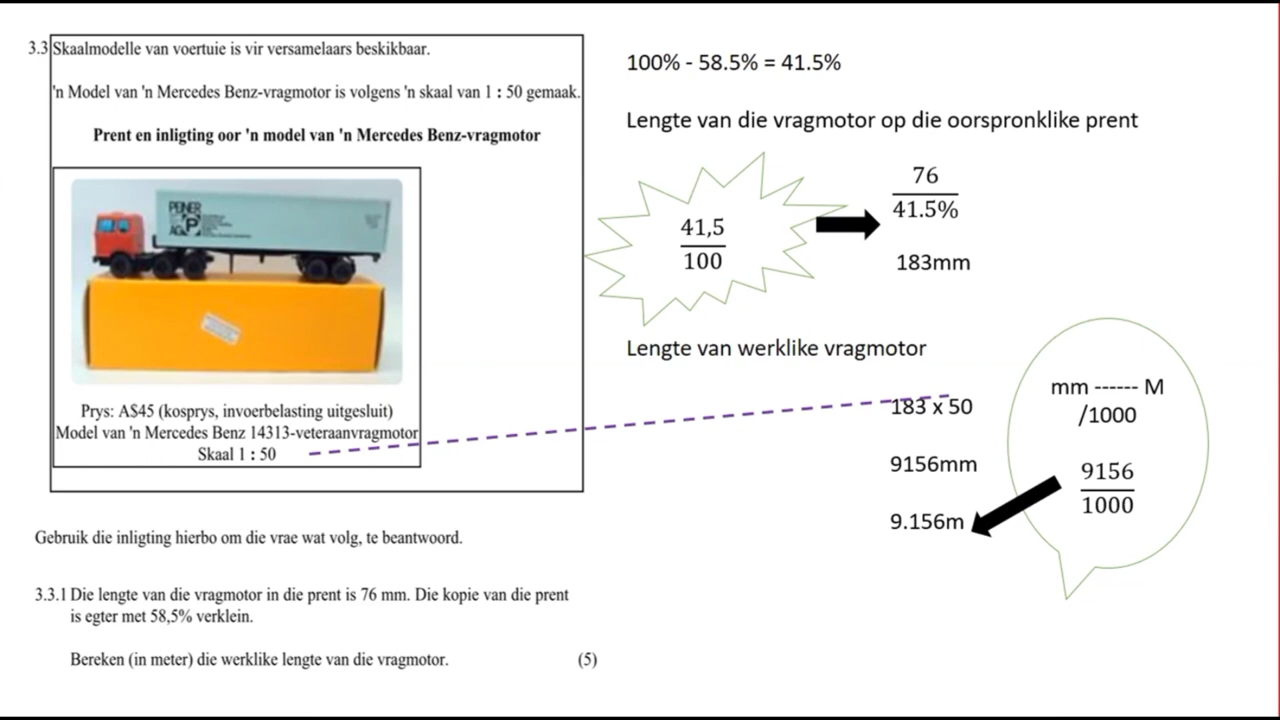 3.3 Skaalmodelle van voertuie is vir versamelaars beskikbaar.
'n Model van 'n Mercedes Benz-vragmotor is volgens 'n skaal van 1 : 50 gemaak.
Prent en inligting oor 'n model van 'n Mercedes Benz-vragmotor
PEINER
P
AG
Prys: A$45 (kosprys, invoerbelasting uitgesluit)
Model van 'n Mercedes Benz 14313-veteraanvragmotor
Skaal 1 : 50
Gebruik die inligting hierbo om die vrae wat volg, te beantwoord.
3.3.1 Die lengte van die vragmotor in die prent is 76 mm. Die kopie van die prent
is egter met 58,5% verklein.
Bereken (in meter) die werklike lengte van die vragmotor. (5)
100% - 58.5% = 41.5%
Lengte van die vragmotor op die oorspronklike prent
41,5
100
76
41.5%
183mm
Lengte van werklike vragmotor
183 x 50
9156mm
9.156m
mm ------ M
/1000
9156
1000